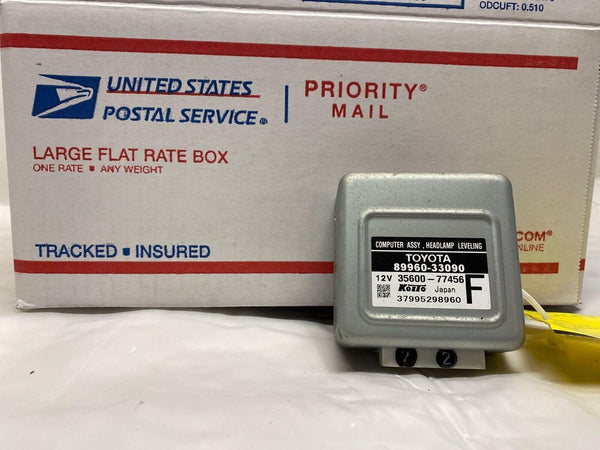 ODCUFT: 0.510
UNITED STATES
POSTAL SERVICE®
PRIORITY®
MAIL
LARGE FLAT RATE BOX
ONE RATE ■ ANY WEIGHT
TRACKED ■ INSURED
.COM®
ONLINE
COMPUTER ASSY , HEADLAMP LEVELING
TOYOTA
89960-33090
12V 35600-77456
F
KOITO Japan
37995298960
1 2